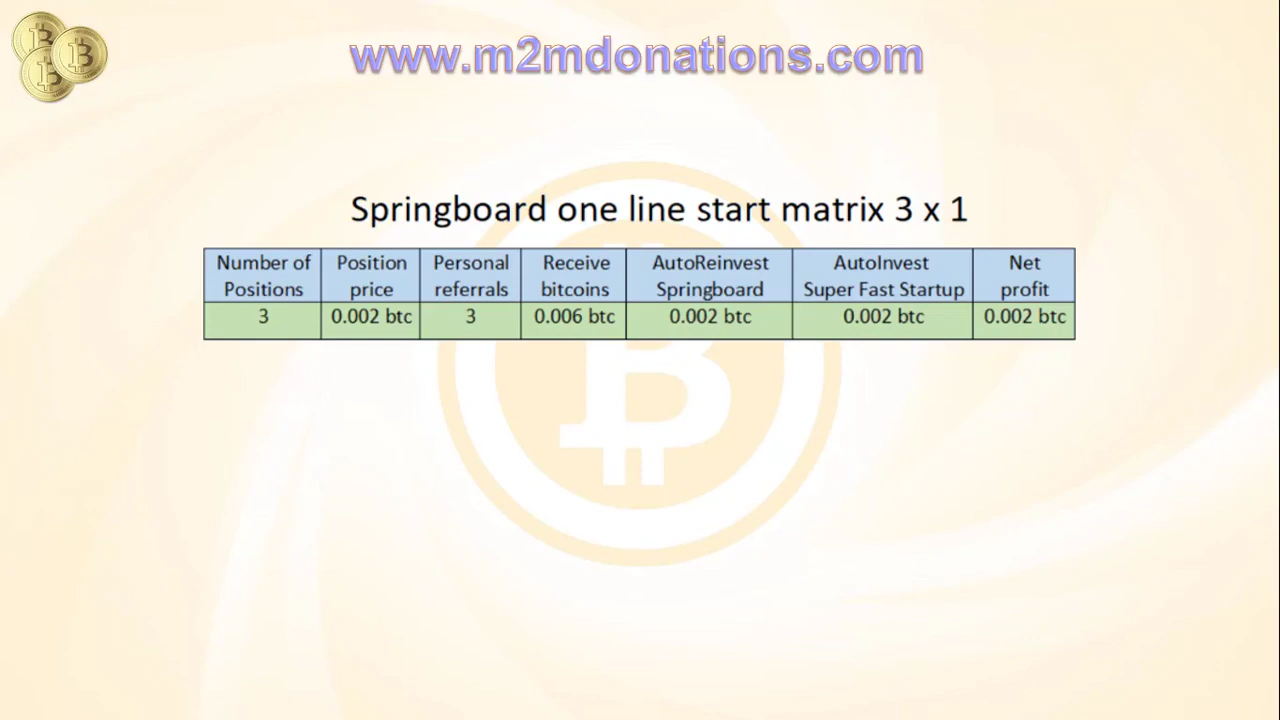 www.m2mdonations.com
Springboard one line start matrix 3 x 1
Number of Positions Position price Personal referrals Receive bitcoins AutoReinvest Springboard AutoInvest Super Fast Startup Net profit
3 0.002 btc 3 0.006 btc 0.002 btc 0.002 btc 0.002 btc